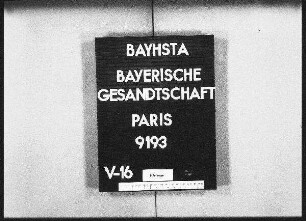 BAYHSTA
BAYERISCHE
GESANDTSCHAFT
PARIS
9193
V-16